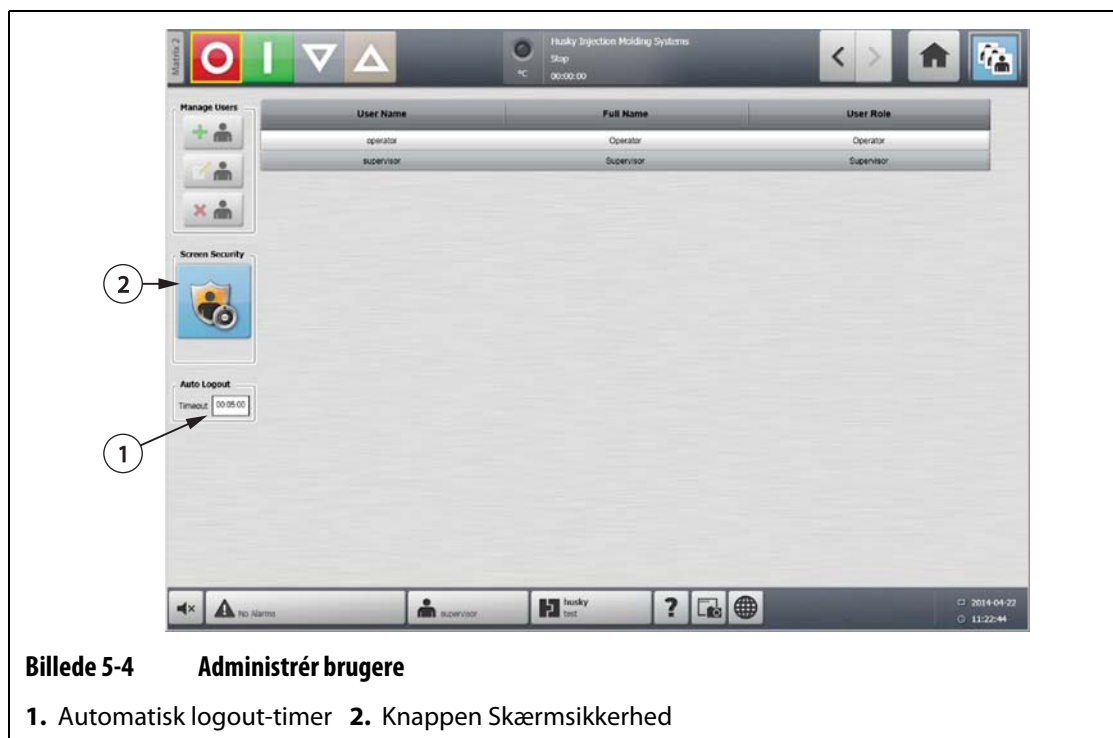 Matrix 2
Husky Injection Molding Systems
Stop
°C 00:00:00
Manage Users
User Name Full Name User Role
operator Operator Operator
supervisor Supervisor Supervisor
Screen Security
2
Auto Logout
Timeout 00:05:00
1
No Alarms
supervisor
husky
test
?
2014-04-22
11:22:44
Billede 5-4 Administrér brugere
1. Automatisk logout-timer 2. Knappen Skærmsikkerhed